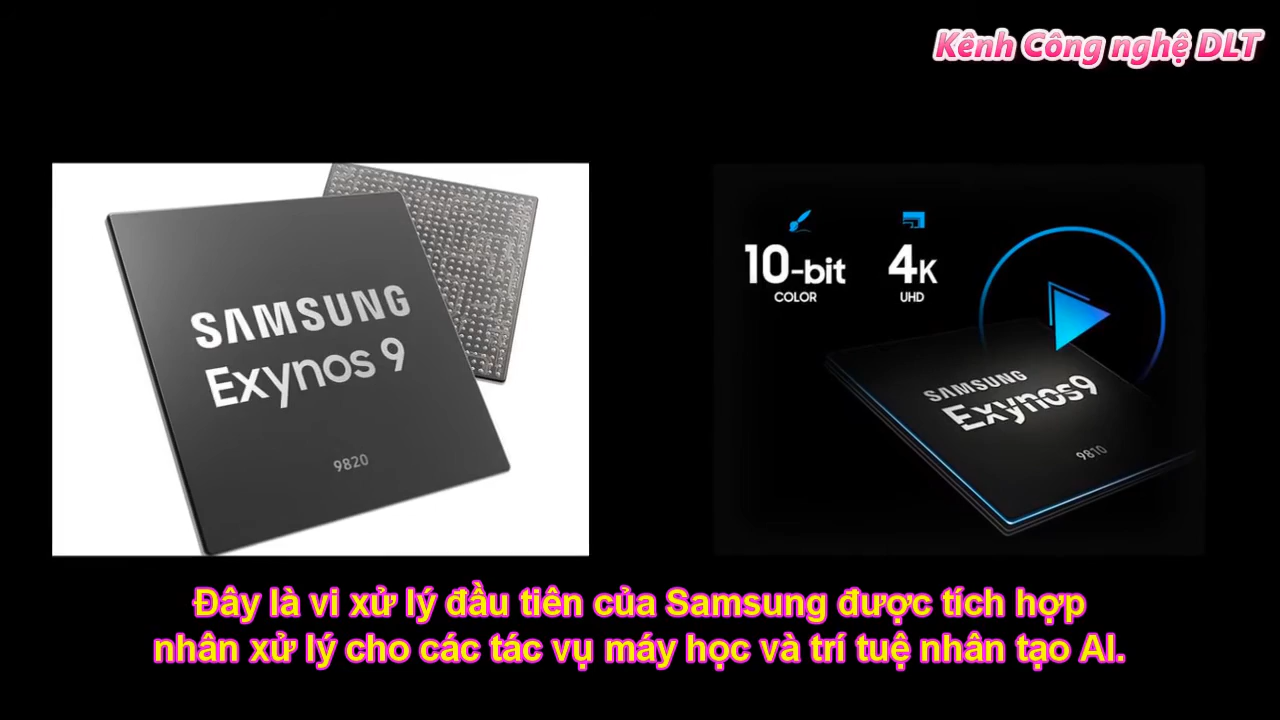 Kênh Công nghệ DLT
SAMSUNG
Exynos 9
9820
10-bit
COLOR
4K
UHD
SAMSUNG
Exynos9
9810
Đây là vi xử lý đầu tiên của Samsung được tích hợp
nhân xử lý cho các tác vụ máy học và trí tuệ nhân tạo AI.